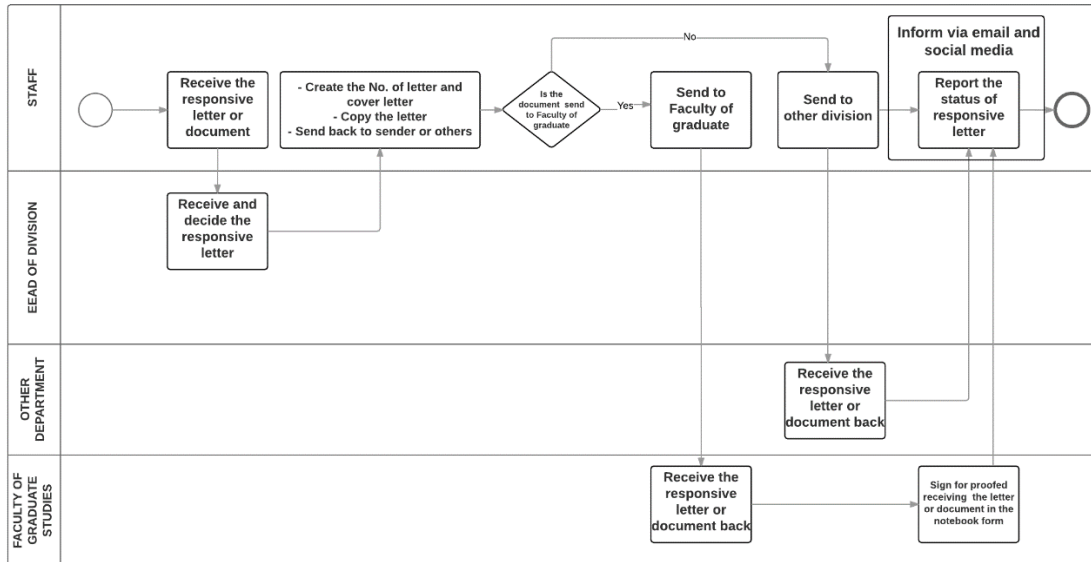 STAFF
Receive the
responsive
letter or
document
- Create the No. of letter and
cover letter
- Copy the letter
- Send back to sender or others
Is the
document send
to Faculty of
graduate
Yes
No
Send to
Faculty of
graduate
Send to
other division
Inform via email and
social media
Report the
status of
responsive
letter
EEAD OF DIVISION
Receive and
decide the
responsive
letter
OTHER
DEPARTMENT
Receive the
responsive
letter or
document back
FACULTY OF
GRADUATE
STUDIES
Receive the
responsive
letter or
document back
Sign for proofed
receiving the letter
or document in the
notebook form